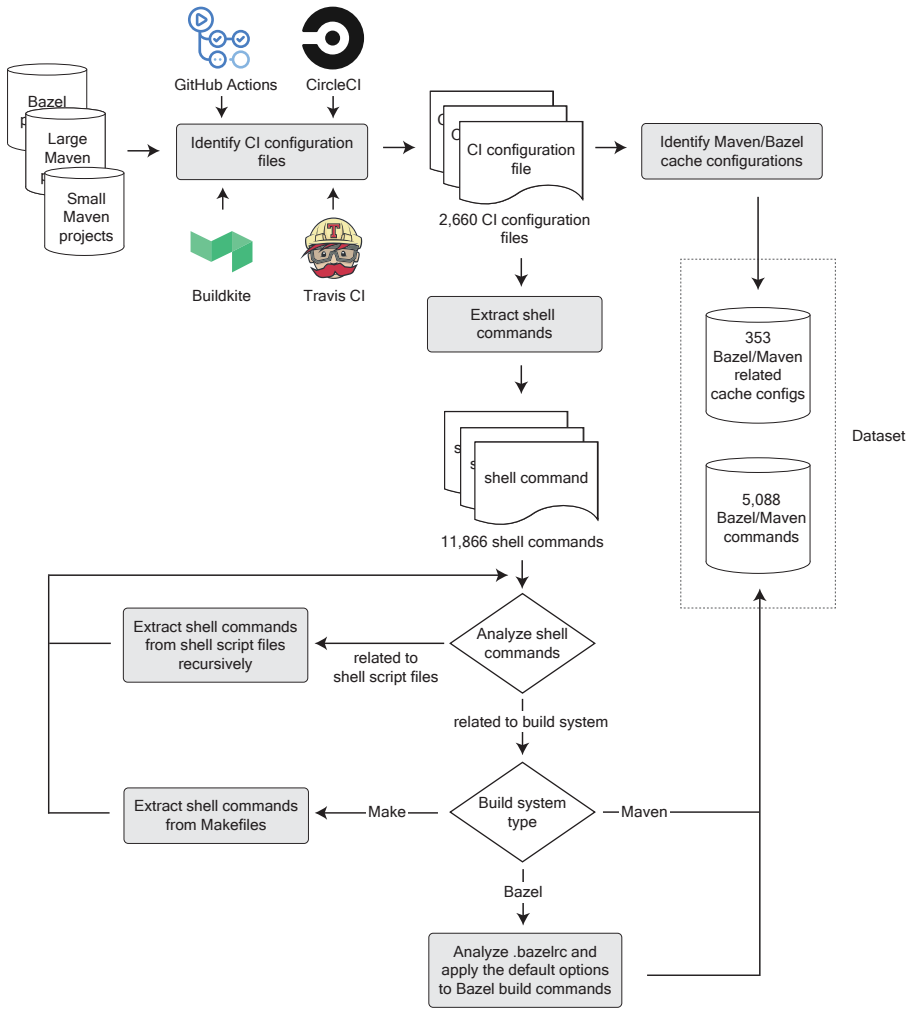 GitHub Actions
CircleCI
Bazel
p
Large
Maven
p
Small
Maven
projects
Identify CI configuration
files
Buildkite
T
Travis CI
C
C
CI configuration
file
2,660 CI configuration
files
Identify Maven/Bazel
cache configurations
Extract shell
commands
353
Bazel/Maven
related
cache configs
Dataset
5,088
Bazel/Maven
commands
s
s
shell command
11,866 shell commands
Analyze shell
commands
related to
shell script files
Extract shell commands
from shell script files
recursively
related to build system
Build system
type
Make
Extract shell commands
from Makefiles
Maven
Bazel
Analyze .bazelrc and
apply the default options
to Bazel build commands